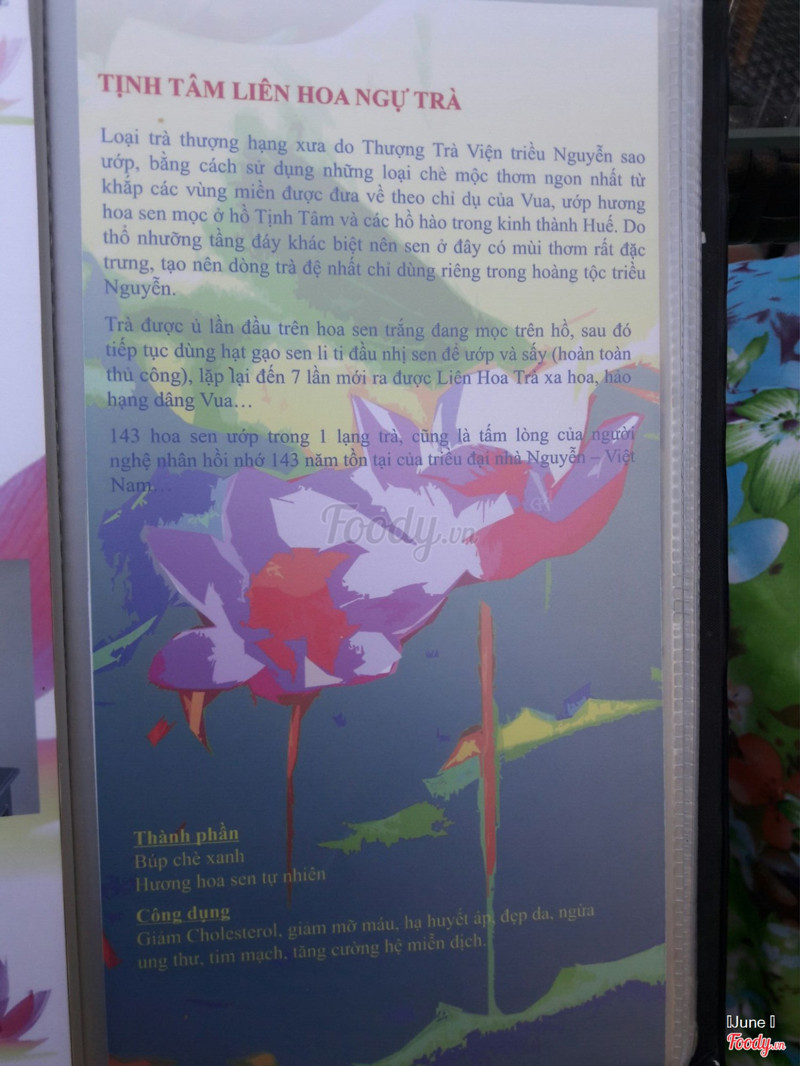 TỊNH TÂM LIÊN HOA NGỰ TRÀ
Loại trà thượng hạng xưa do Thượng Trà Viện triều Nguyễn sao
ướp, bằng cách sử dụng những loại chè mộc thơm ngon nhất từ
khắp các vùng miền được đưa về theo chỉ dụ của Vua, ướp hương
hoa sen mọc ở hồ Tịnh Tâm và các hồ hào trong kinh thành Huế. Do
thổ nhưỡng tầng đáy khác biệt nên sen ở đây có mùi thơm rất đặc
trưng, tạo nên dòng trà đệ nhất chỉ dùng riêng trong hoàng tộc triều
Nguyễn.
Trà được ủ lần đầu trên hoa sen trắng đang mọc trên hồ, sau đó
tiếp tục dùng hạt gạo sen li ti đầu nhị sen để ướp và sấy (hoàn toàn
thủ công), lặp lại đến 7 lần mới ra được Liên Hoa Trà xa hoa, hảo
hạng dâng Vua…
143 hoa sen ướp trong 1 lạng trà, cũng là tấm lòng của người
nghệ nhân hồi nhớ 143 năm tồn tại của triều đại nhà Nguyễn – Việt
Nam…
Foody.vn
Thành phần
Búp chè xanh
Hương hoa sen tự nhiên
Công dụng
Giảm Cholesterol, giảm mỡ máu, hạ huyết áp, đẹp da, ngừa
ung thư, tim mạch, tăng cường hệ miễn dịch.
June
Foody.vn